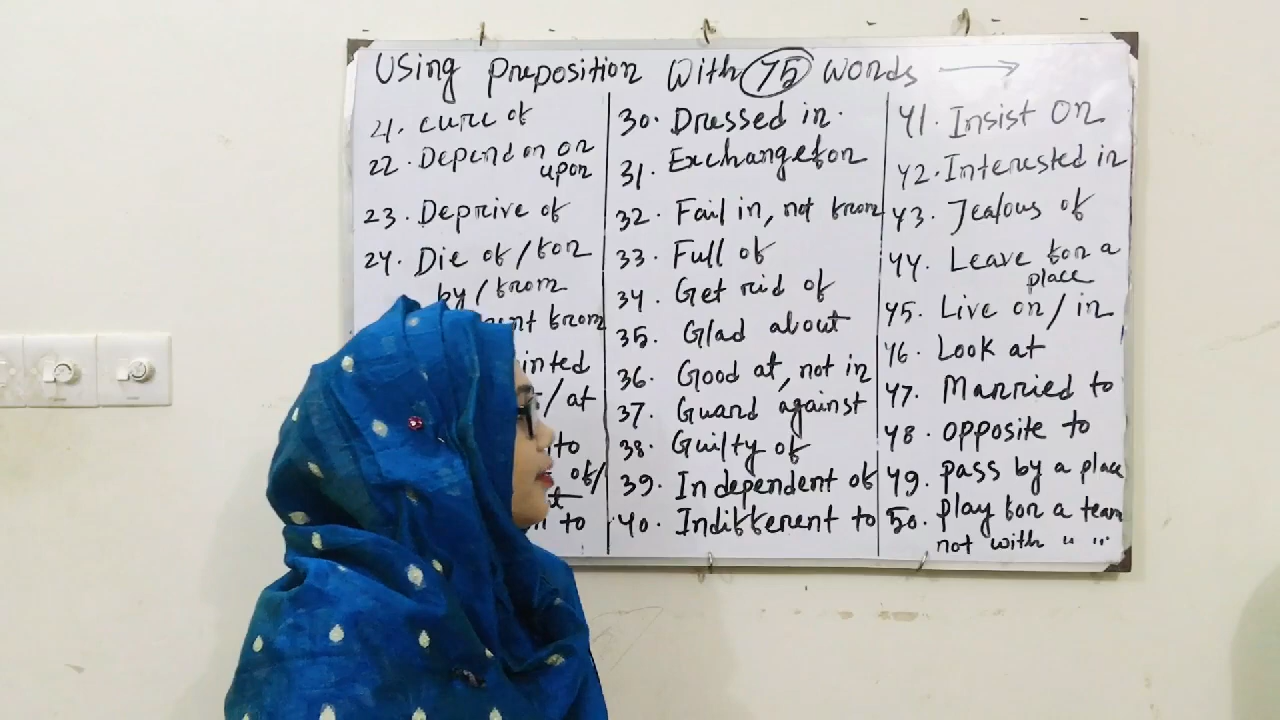 Using Preposition With 75 Words
21. Cure of
22. Depend on or
upon
23. Deprive of
24. Die of / for
by / from
from
/ at
to
of /
to
30. Dressed in.
31. Exchange for
32. Fail in, not from
33. Full of
34. Get rid of
35. Glad about
36. Good at, not in
37. Guard against
38. Guilty of
39. Independent of
40. Indifferent to
41. Insist on
42. Interested in
43. Jealous of
44. Leave for a
place
45. Live on / in
46. Look at
47. Married to
48. opposite to
49. pass by a place
50. play for a team
not with " "